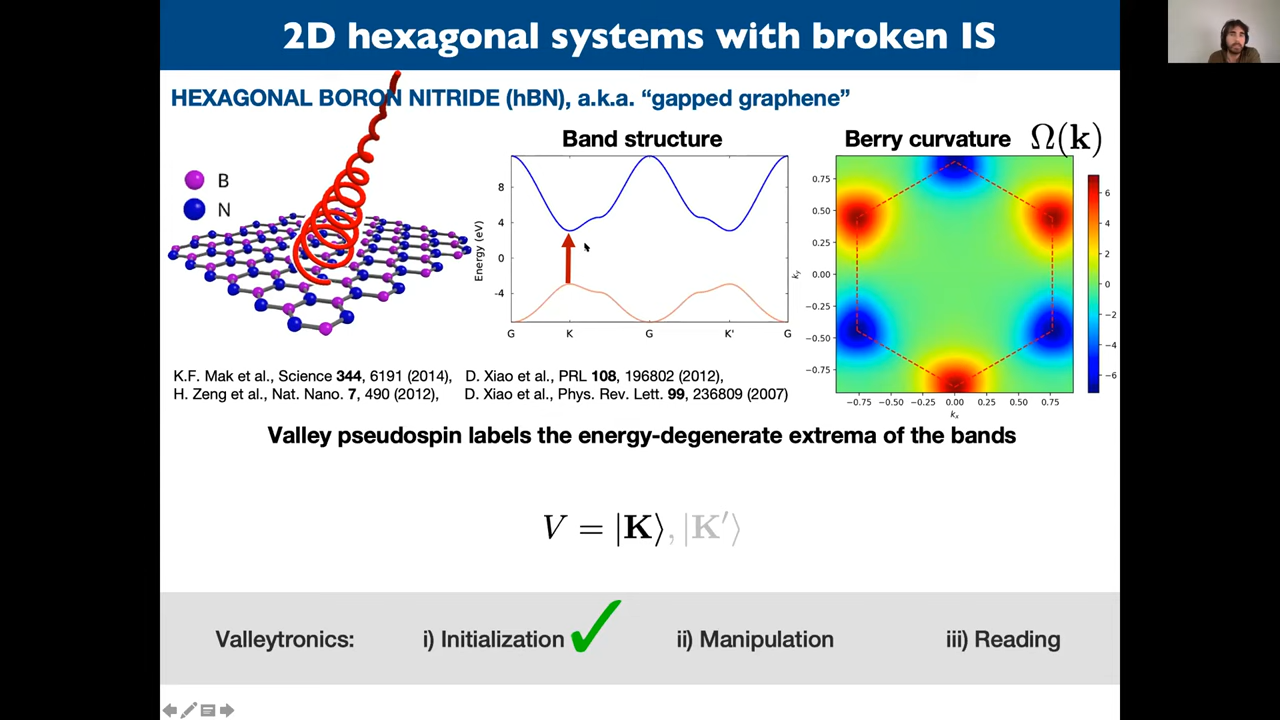 2D hexagonal systems with broken IS
HEXAGONAL BORON NITRIDE (hBN), a.k.a. “gapped graphene”
B
N
Band structure
Energy (eV)
8
4
0
-4
G K G K' G
Berry curvature Ω(k)
0.75
0.50
0.25
0.00
−0.25
−0.50
−0.75
k_y
−0.75 −0.50 −0.25 0.00 0.25 0.50 0.75
k_x
6
4
2
0
−2
−4
−6
K.F. Mak et al., Science 344, 6191 (2014), D. Xiao et al., PRL 108, 196802 (2012),
H. Zeng et al., Nat. Nano. 7, 490 (2012), D. Xiao et al., Phys. Rev. Lett. 99, 236809 (2007)
Valley pseudospin labels the energy-degenerate extrema of the bands
V = |K⟩, |K′⟩
Valleytronics: i) Initialization ii) Manipulation iii) Reading